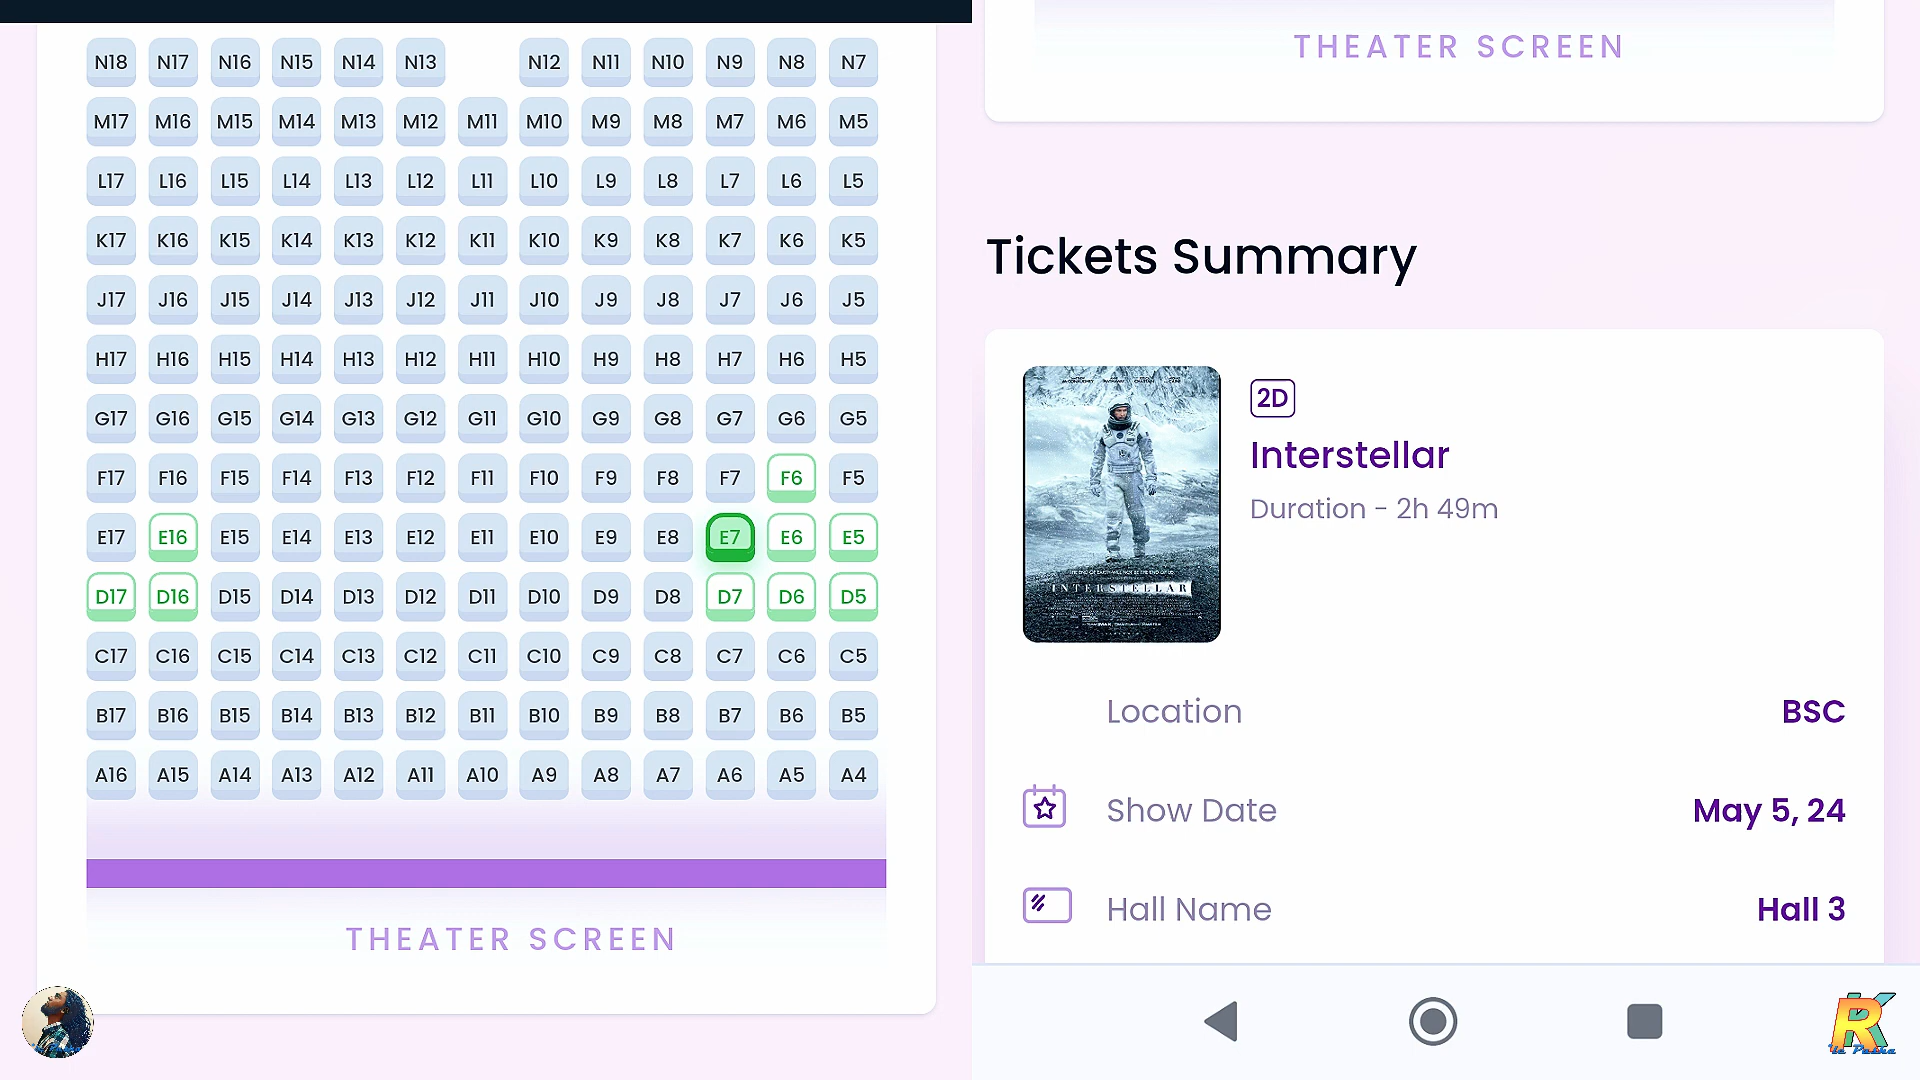 N18 N17 N16 N15 N14 N13 N12 N11 N10 N9 N8 N7
M17 M16 M15 M14 M13 M12 M11 M10 M9 M8 M7 M6 M5
L17 L16 L15 L14 L13 L12 L11 L10 L9 L8 L7 L6 L5
K17 K16 K15 K14 K13 K12 K11 K10 K9 K8 K7 K6 K5
J17 J16 J15 J14 J13 J12 J11 J10 J9 J8 J7 J6 J5
H17 H16 H15 H14 H13 H12 H11 H10 H9 H8 H7 H6 H5
G17 G16 G15 G14 G13 G12 G11 G10 G9 G8 G7 G6 G5
F17 F16 F15 F14 F13 F12 F11 F10 F9 F8 F7 F6 F5
E17 E16 E15 E14 E13 E12 E11 E10 E9 E8 E7 E6 E5
D17 D16 D15 D14 D13 D12 D11 D10 D9 D8 D7 D6 D5
C17 C16 C15 C14 C13 C12 C11 C10 C9 C8 C7 C6 C5
B17 B16 B15 B14 B13 B12 B11 B10 B9 B8 B7 B6 B5
A16 A15 A14 A13 A12 A11 A10 A9 A8 A7 A6 A5 A4
THEATER SCREEN
THEATER SCREEN
Tickets Summary
2D
Interstellar
Duration - 2h 49m
INTERSTELLAR
Location BSC
Show Date May 5, 24
Hall Name Hall 3